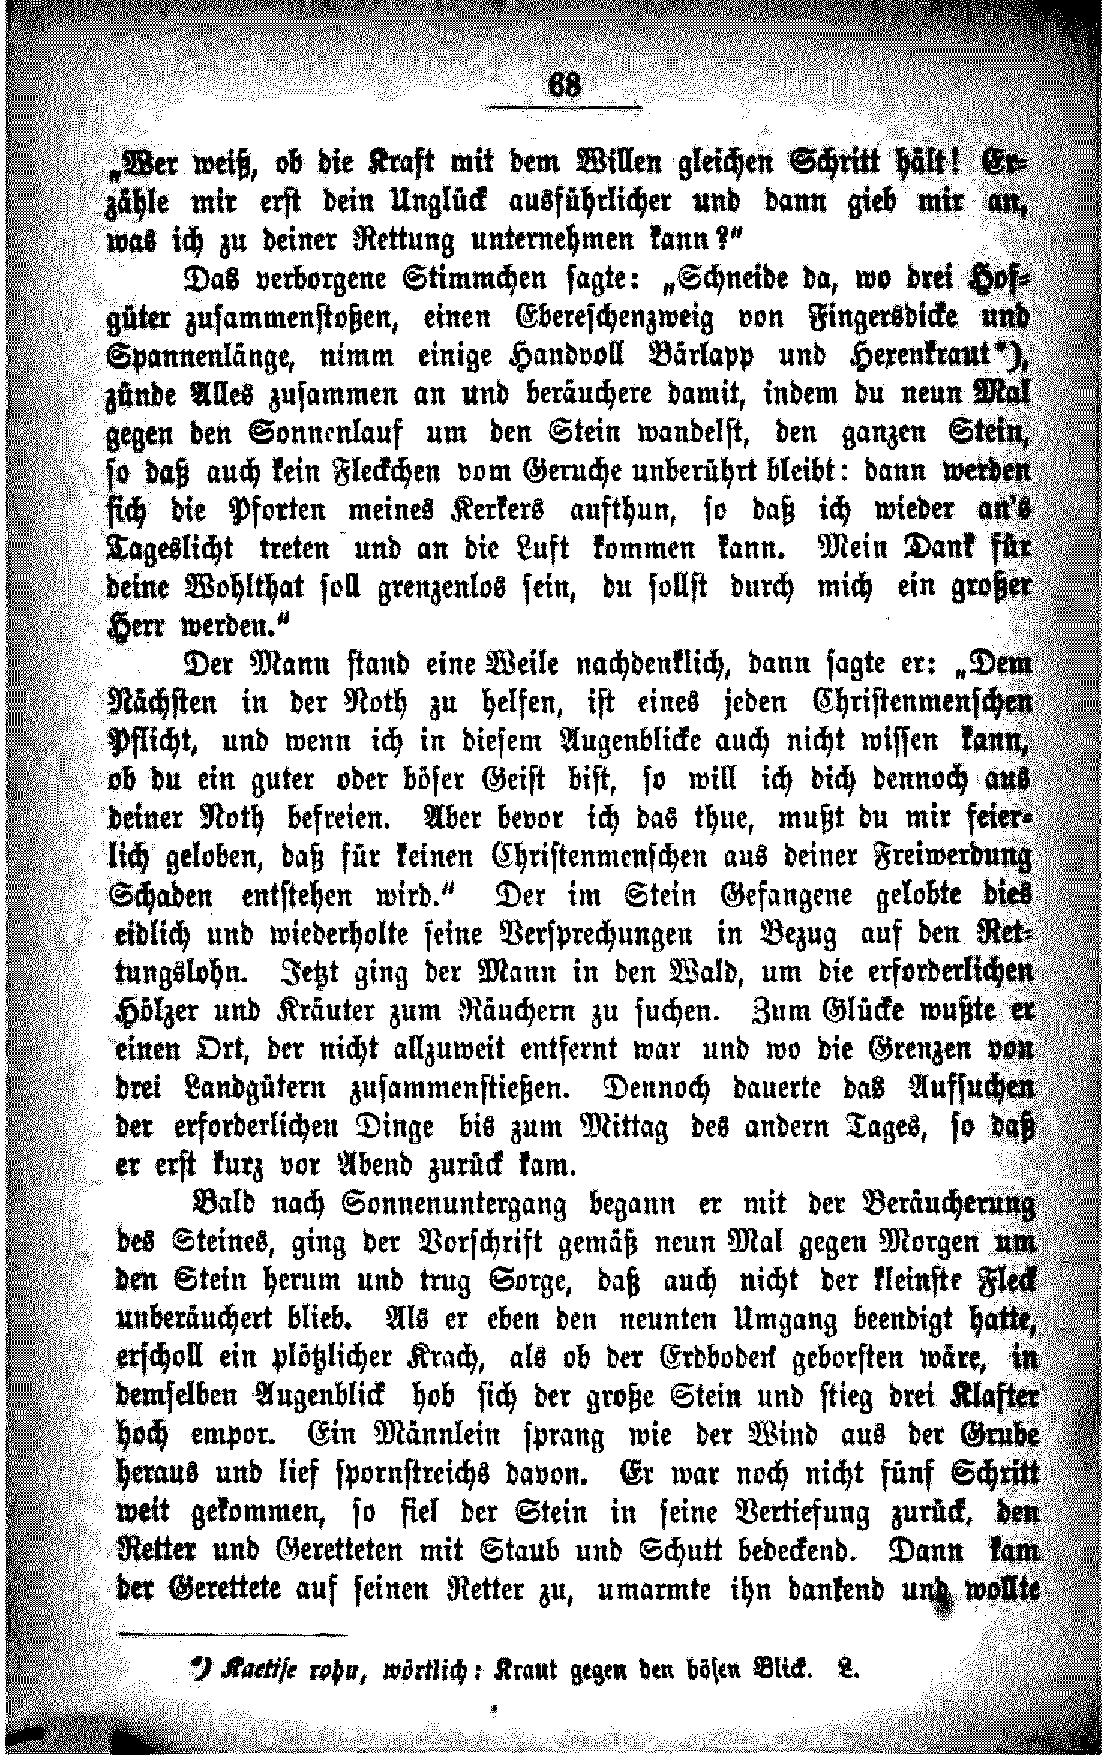 68
„Wer weiß, ob die Kraft mit dem Willen gleichen Schritt hält! Er-
zähle mir erst dein Unglück ausführlicher und dann gieb mir an,
was ich zu deiner Rettung unternehmen kann?“
Das verborgene Stimmchen sagte: „Schneide da, wo drei Hof-
güter zusammenstoßen, einen Ebereschenzweig von Fingersdicke und
Spannenlänge, nimm einige Handvoll Bärlapp und Hexenkraut*),
zünde Alles zusammen an und beräuchere damit, indem du neun Mal
gegen den Sonnenlauf um den Stein wandelst, den ganzen Stein,
so daß auch kein Fleckchen vom Geruche unberührt bleibt: dann werden
sich die Pforten meines Kerkers aufthun, so daß ich wieder an's
Tageslicht treten und an die Luft kommen kann. Mein Dank für
deine Wohlthat soll grenzenlos sein, du sollst durch mich ein großer
Herr werden.“
Der Mann stand eine Weile nachdenklich, dann sagte er: „Dem
Nächsten in der Noth zu helfen, ist eines jeden Christenmenschen
Pflicht, und wenn ich in diesem Augenblicke auch nicht wissen kann,
ob du ein guter oder böser Geist bist, so will ich dich dennoch aus
deiner Noth befreien. Aber bevor ich das thue, mußt du mir feier-
lich geloben, daß für keinen Christenmenschen aus deiner Freiwerdung
Schaden entstehen wird.“ Der im Stein Gefangene gelobte dies
eidlich und wiederholte seine Versprechungen in Bezug auf den Ret-
tungslohn. Jetzt ging der Mann in den Wald, um die erforderlichen
Hölzer und Kräuter zum Räuchern zu suchen. Zum Glücke wußte er
einen Ort, der nicht allzuweit entfernt war und wo die Grenzen von
drei Landgütern zusammenstießen. Dennoch dauerte das Aufsuchen
der erforderlichen Dinge bis zum Mittag des andern Tages, so daß
er erst kurz vor Abend zurück kam.
Bald nach Sonnenuntergang begann er mit der Beräucherung
des Steines, ging der Vorschrift gemäß neun Mal gegen Morgen um
den Stein herum und trug Sorge, daß auch nicht der kleinste Fleck
unberäuchert blieb. Als er eben den neunten Umgang beendigt hatte,
erscholl ein plötzlicher Krach, als ob der Erdboden geborsten wäre, in
demselben Augenblick hob sich der große Stein und stieg drei Klafter
hoch empor. Ein Männlein sprang wie der Wind aus der Grube
heraus und lief spornstreichs davon. Er war noch nicht fünf Schritt
weit gekommen, so fiel der Stein in seine Vertiefung zurück, den
Retter und Geretteten mit Staub und Schutt bedeckend. Dann kam
der Gerettete auf seinen Retter zu, umarmte ihn dankend und wollte
*) Kaetise rohu, wörtlich: Kraut gegen den bösen Blick. L.